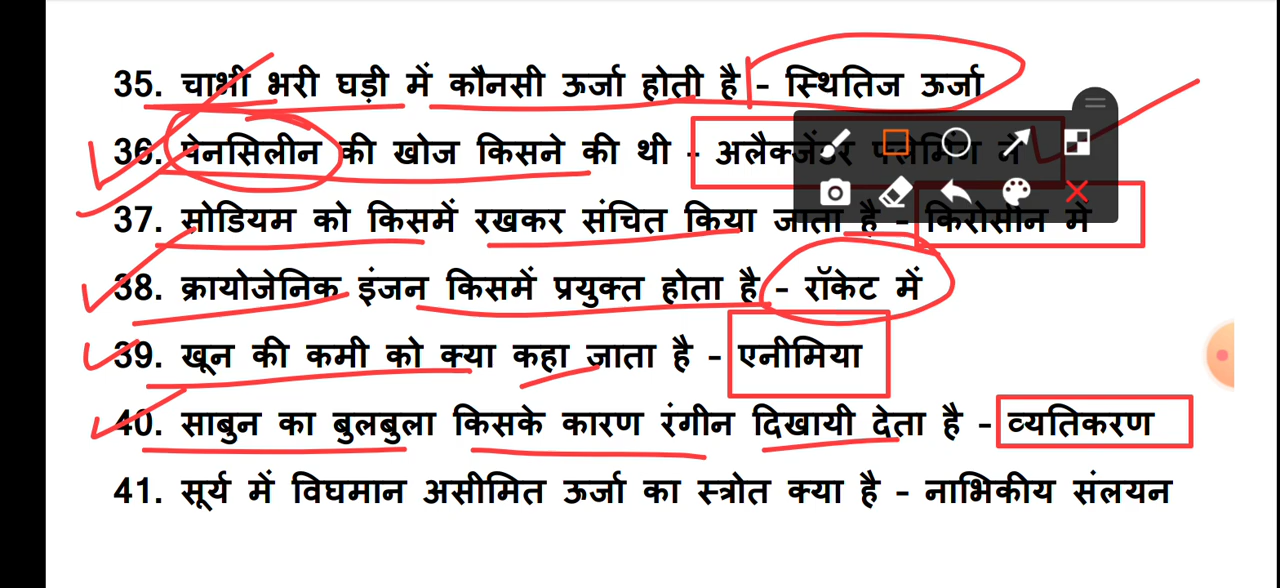 35. चाभी भरी घड़ी में कौनसी ऊर्जा होती है - स्थितिज ऊर्जा
36. पेनसिलीन की खोज किसने की थी - अलैक्जेंडर फ्लेमिंग ने
37. सोडियम को किसमें रखकर संचित किया जाता है - किरोसीन में
38. क्रायोजेनिक इंजन किसमें प्रयुक्त होता है - रॉकेट में
39. खून की कमी को क्या कहा जाता है - एनीमिया
40. साबुन का बुलबुला किसके कारण रंगीन दिखायी देता है - व्यतिकरण
41. सूर्य में विघमान असीमित ऊर्जा का स्त्रोत क्या है - नाभिकीय संलयन